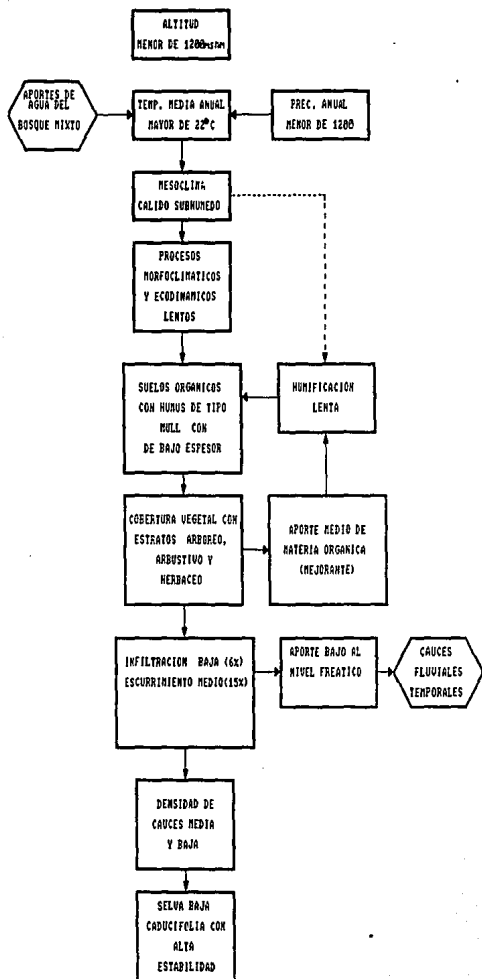 ALTITUD
MENOR DE 1200msnm
APORTES DE
AGUA DEL
BOSQUE MIXTO
TEMP. MEDIA ANUAL
MAYOR DE 22°C
PREC. ANUAL
MENOR DE 1200
MESOCLIMA
CALIDO SUBHUMEDO
PROCESOS
MORFOCLIMATICOS
Y ECODINAMICOS
LENTOS
SUELOS ORGANICOS
CON HUMUS DE TIPO
MULL CON
DE BAJO ESPESOR
HUMIFICACION
LENTA
COBERTURA VEGETAL CON
ESTRATOS ARBOREO,
ARBUSTIVO Y
HERBACEO
APORTE MEDIO DE
MATERIA ORGANICA
(MEJORANTE)
INFILTRACION BAJA (6%)
ESCURRIMIENTO MEDIO(15%)
APORTE BAJO AL
NIVEL FREATICO
CAUCES
FLUVIALES
TEMPORALES
DENSIDAD DE
CAUCES MEDIA
Y BAJA
SELVA BAJA
CADUCIFOLIA CON
ALTA
ESTABILIDAD